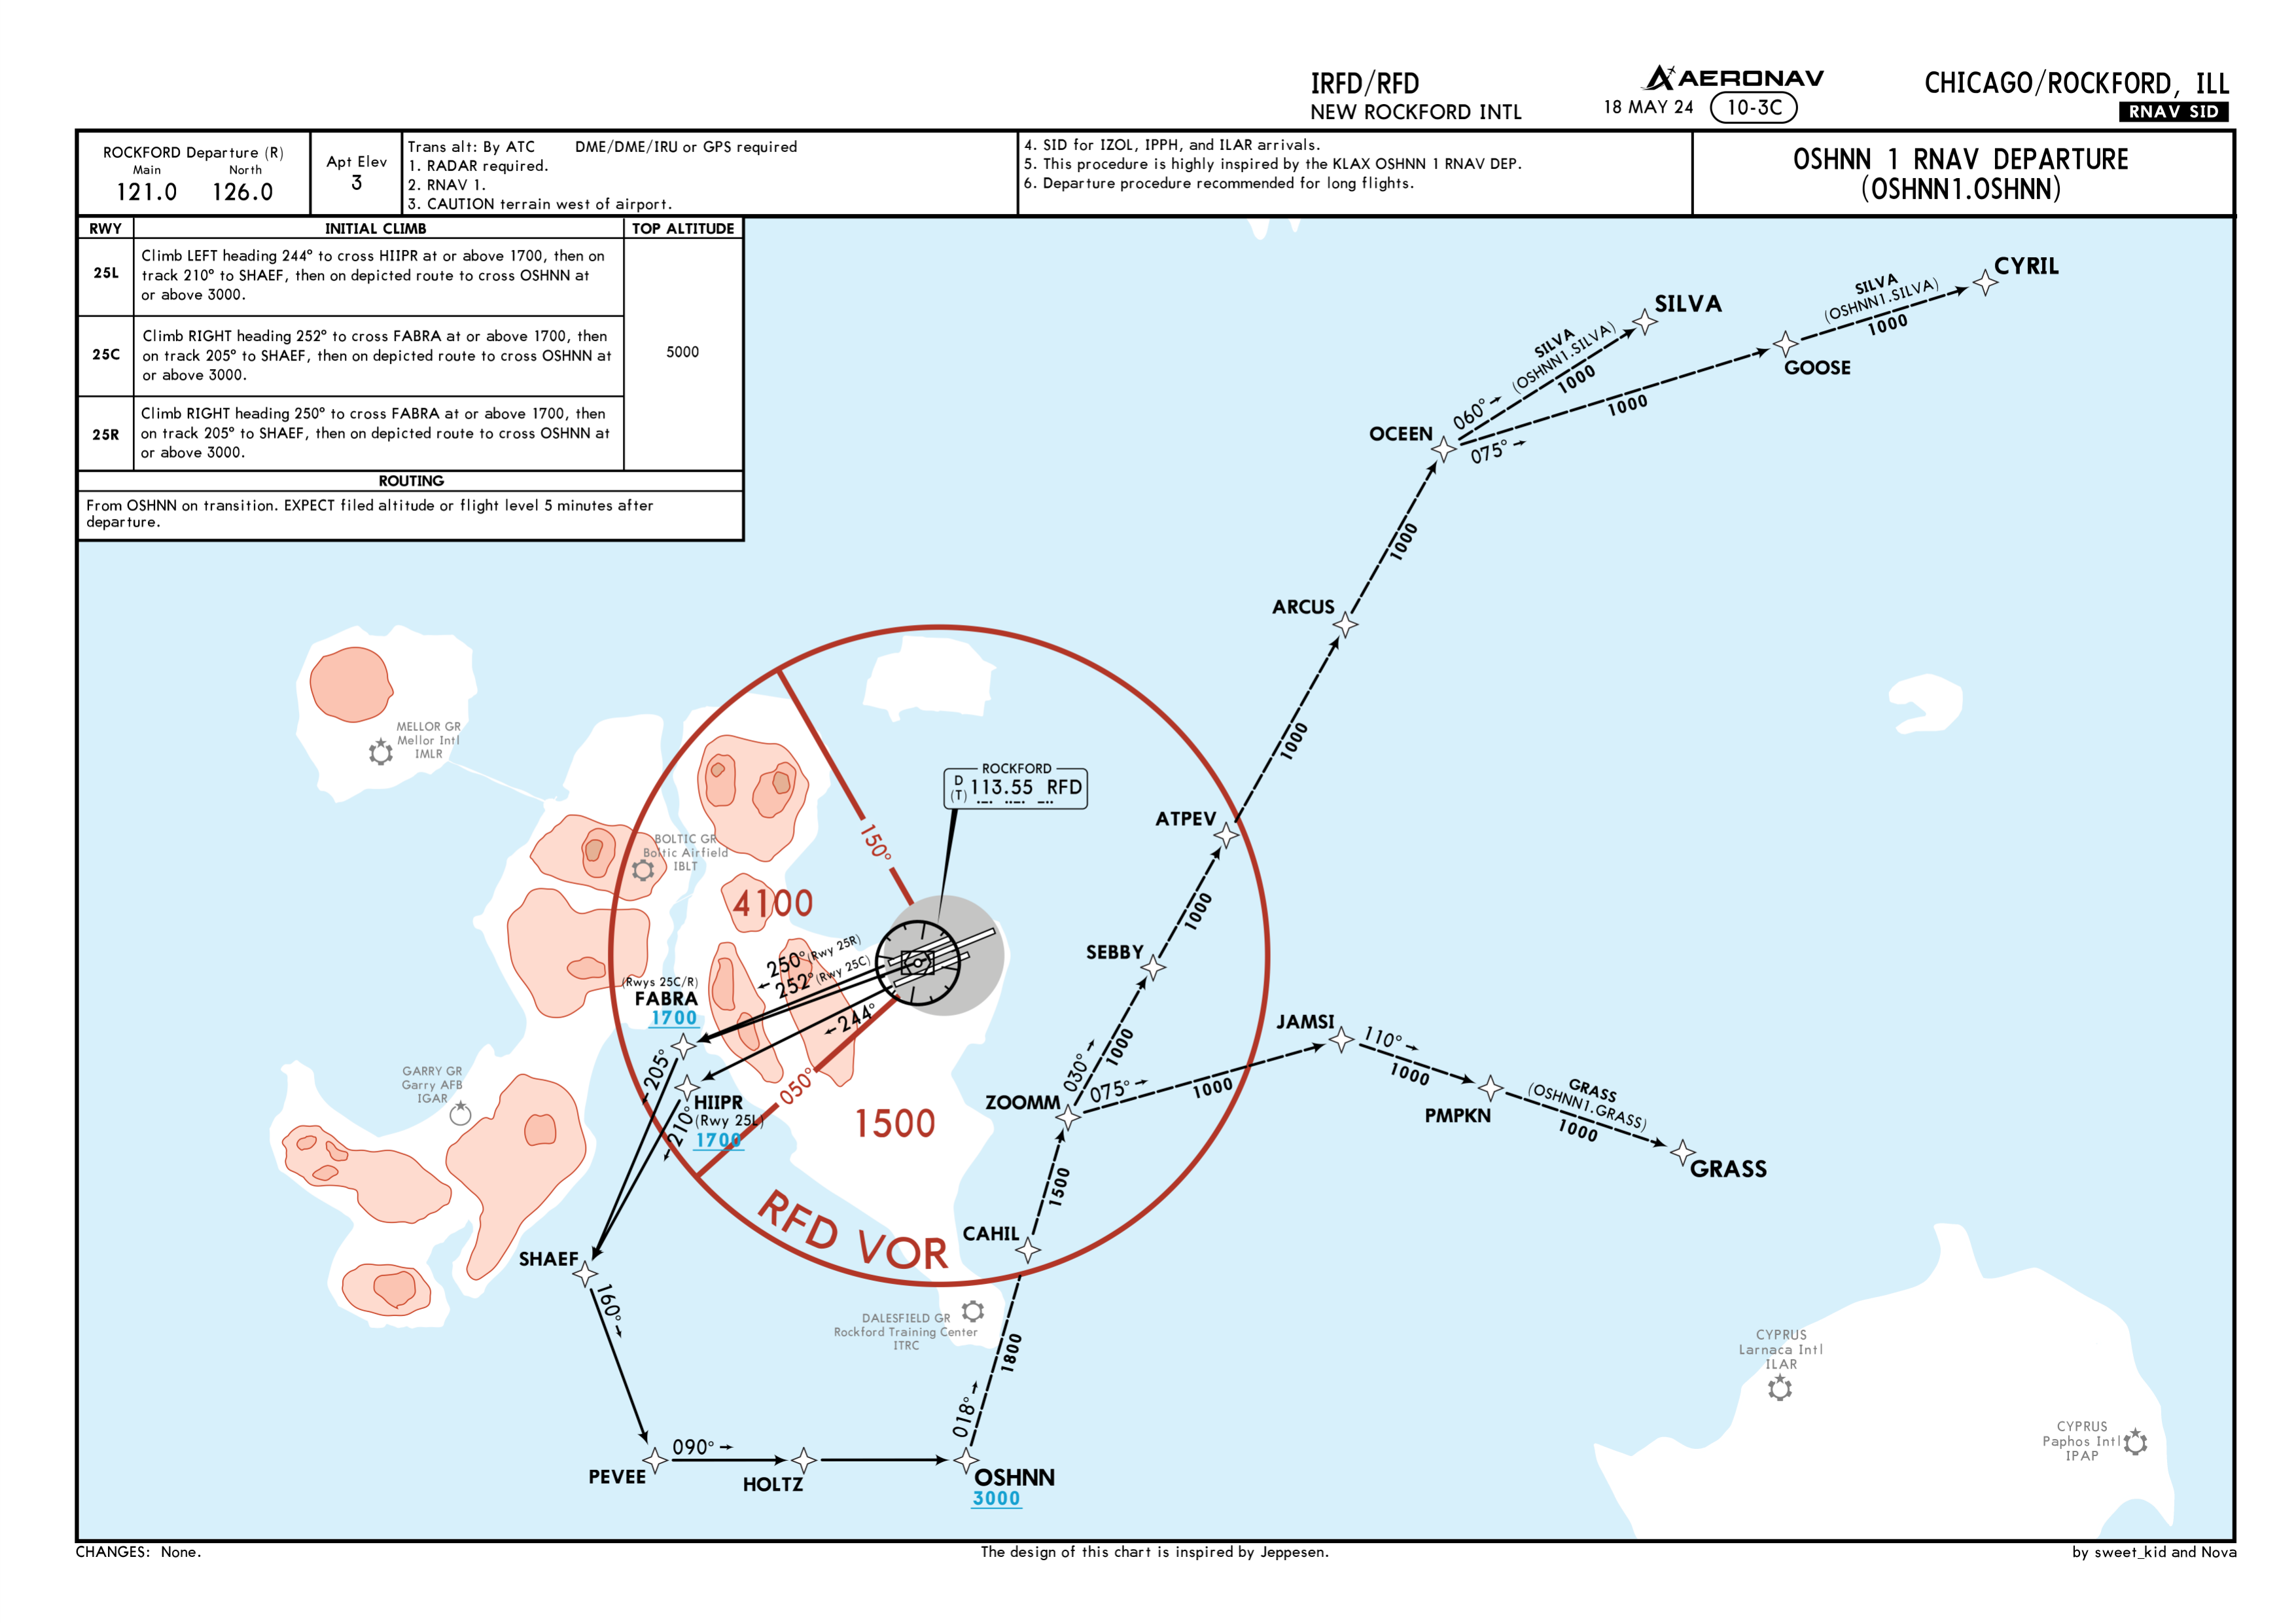 IRFD/RFD
NEW ROCKFORD INTL
AERONAV
18 MAY 24 10-3C
CHICAGO/ROCKFORD, ILL
RNAV SID
ROCKFORD Departure (R)
Main North
121.0 126.0
Apt Elev
3
Trans alt: By ATC DME/DME/IRU or GPS required
1. RADAR required.
2. RNAV 1.
3. CAUTION terrain west of airport.
4. SID for IZOL, IPPH, and ILAR arrivals.
5. This procedure is highly inspired by the KLAX OSHNN 1 RNAV DEP.
6. Departure procedure recommended for long flights.
OSHNN 1 RNAV DEPARTURE
(OSHNN1.OSHNN)
RWY INITIAL CLIMB TOP ALTITUDE
25L
Climb LEFT heading 244° to cross HIIPR at or above 1700, then on
track 210° to SHAEF, then on depicted route to cross OSHNN at
or above 3000.
25C
Climb RIGHT heading 252° to cross FABRA at or above 1700, then
on track 205° to SHAEF, then on depicted route to cross OSHNN at
or above 3000.
5000
25R
Climb RIGHT heading 250° to cross FABRA at or above 1700, then
on track 205° to SHAEF, then on depicted route to cross OSHNN at
or above 3000.
ROUTING
From OSHNN on transition. EXPECT filed altitude or flight level 5 minutes after
departure.
CYRIL
SILVA
(OSHNN1.SILVA)
1000
GOOSE
1000
075°
SILVA
SILVA
(OSHNN1.SILVA)
1000
060°
OCEEN
1000
ARCUS
1000
ATPEV
1000
SEBBY
1000
030°
ZOOMM
075°
1000
JAMSI
110°
1000
PMPKN
GRASS
(OSHNN1.GRASS)
1000
GRASS
MELLOR GR
Mellor Intl
IMLR
BOLTIC GR
Boltic Airfield
IBLT
ROCKFORD
D
(T) 113.55 RFD
150°
4100
250° (Rwy 25R)
252° (Rwy 25C)
244°
(Rwys 25C/R)
FABRA
1700
205°
HIIPR
(Rwy 25L)
1700
210°
050°
1500
RFD VOR
GARRY GR
Garry AFB
IGAR
SHAEF
160°
PEVEE
090°
HOLTZ
OSHNN
3000
018°
1800
CAHIL
1500
DALESFIELD GR
Rockford Training Center
ITRC
CYPRUS
Larnaca Intl
ILAR
CYPRUS
Paphos Intl
IPAP
CHANGES: None.
The design of this chart is inspired by Jeppesen.
by sweet_kid and Nova